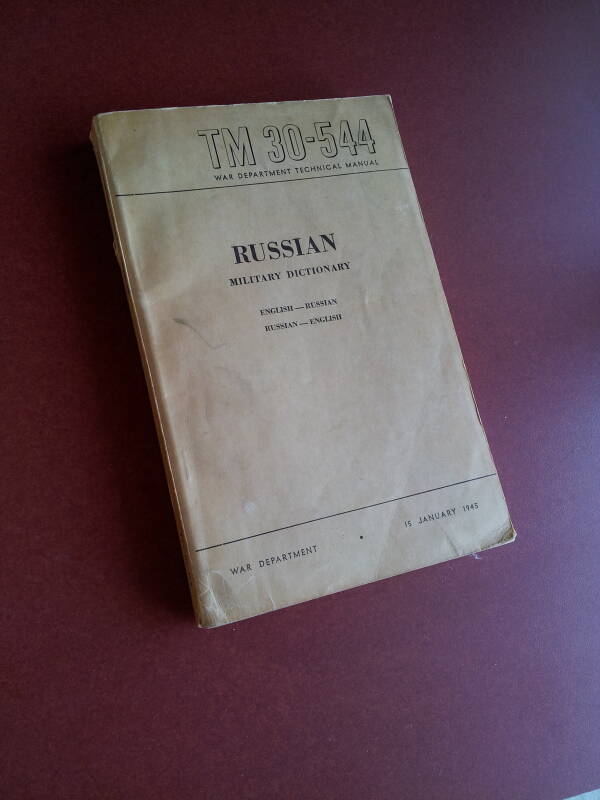 TM 30-544
WAR DEPARTMENT TECHNICAL MANUAL
RUSSIAN
MILITARY DICTIONARY
ENGLISH — RUSSIAN
RUSSIAN — ENGLISH
WAR DEPARTMENT • 15 JANUARY 1945